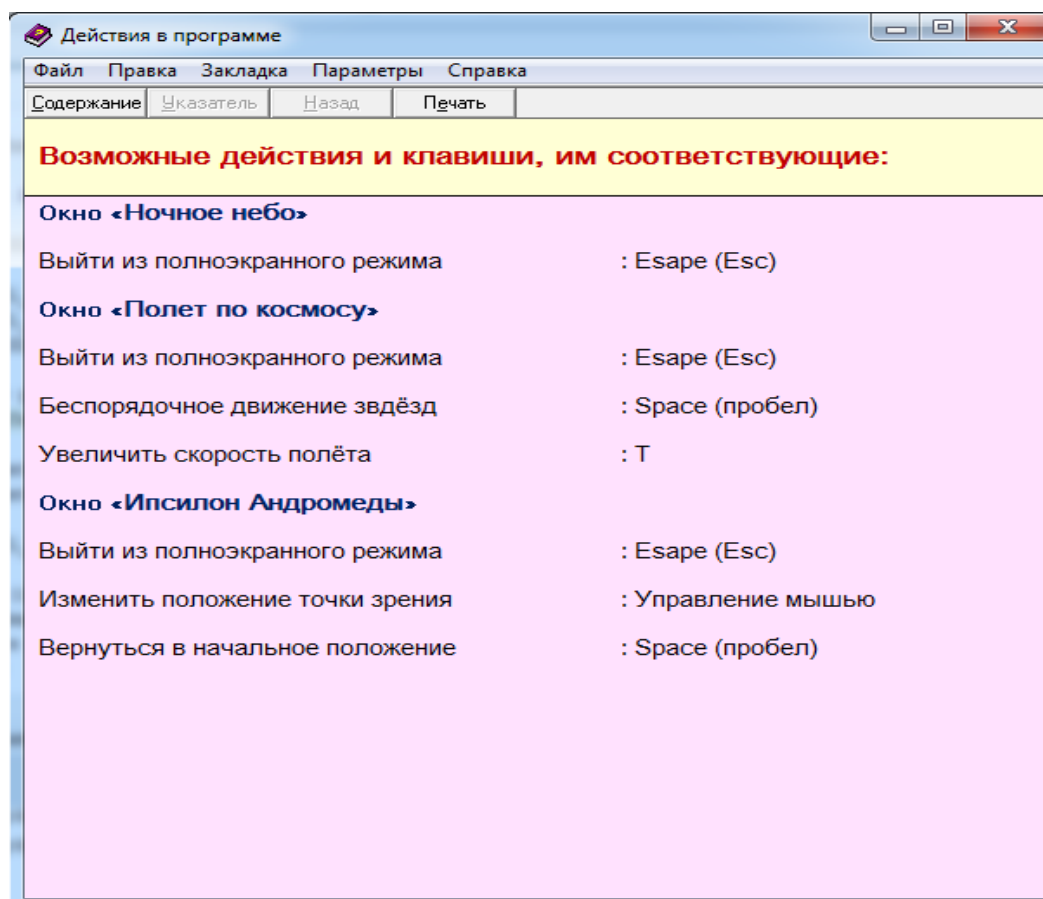 Действия в программе
Файл Правка Закладка Параметры Справка
Содержание Указатель Назад Печать
Возможные действия и клавиши, им соответствующие:
Окно «Ночное небо»
Выйти из полноэкранного режима : Esape (Esc)
Окно «Полет по космосу»
Выйти из полноэкранного режима : Esape (Esc)
Беспорядочное движение звдёзд : Space (пробел)
Увеличить скорость полёта : T
Окно «Ипсилон Андромеды»
Выйти из полноэкранного режима : Esape (Esc)
Изменить положение точки зрения : Управление мышью
Вернуться в начальное положение : Space (пробел)